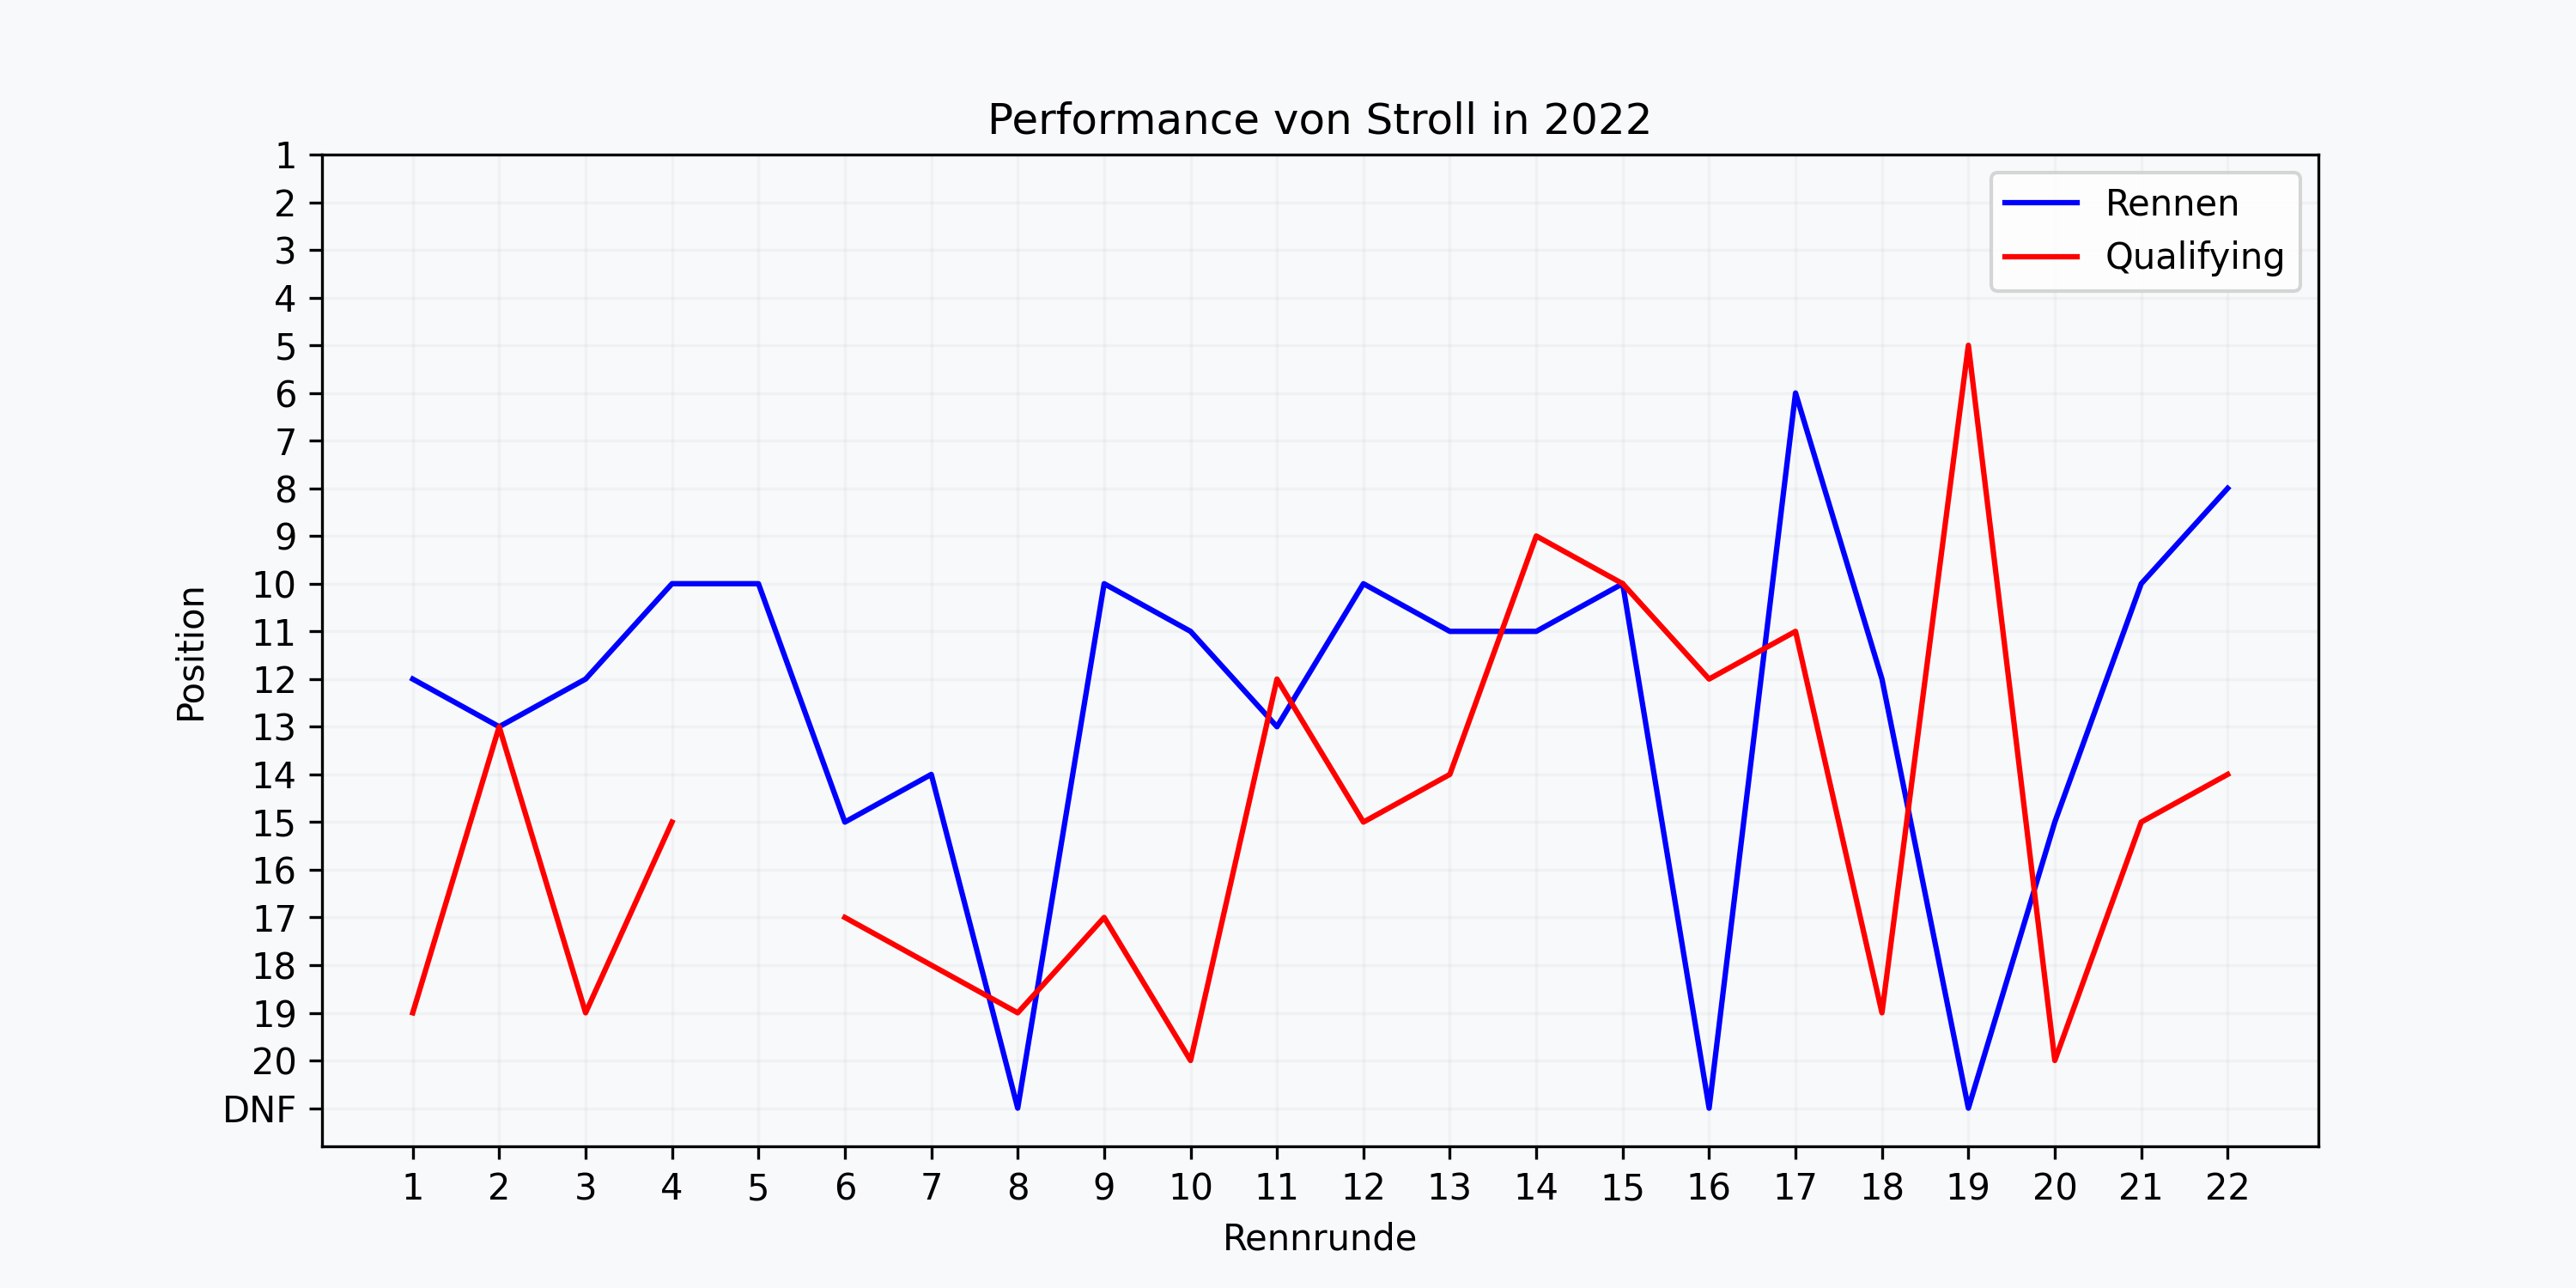 Performance von Stroll in 2022
Rennen
Qualifying
Position
1
2
3
4
5
6
7
8
9
10
11
12
13
14
15
16
17
18
19
20
DNF
1 2 3 4 5 6 7 8 9 10 11 12 13 14 15 16 17 18 19 20 21 22
Rennrunde